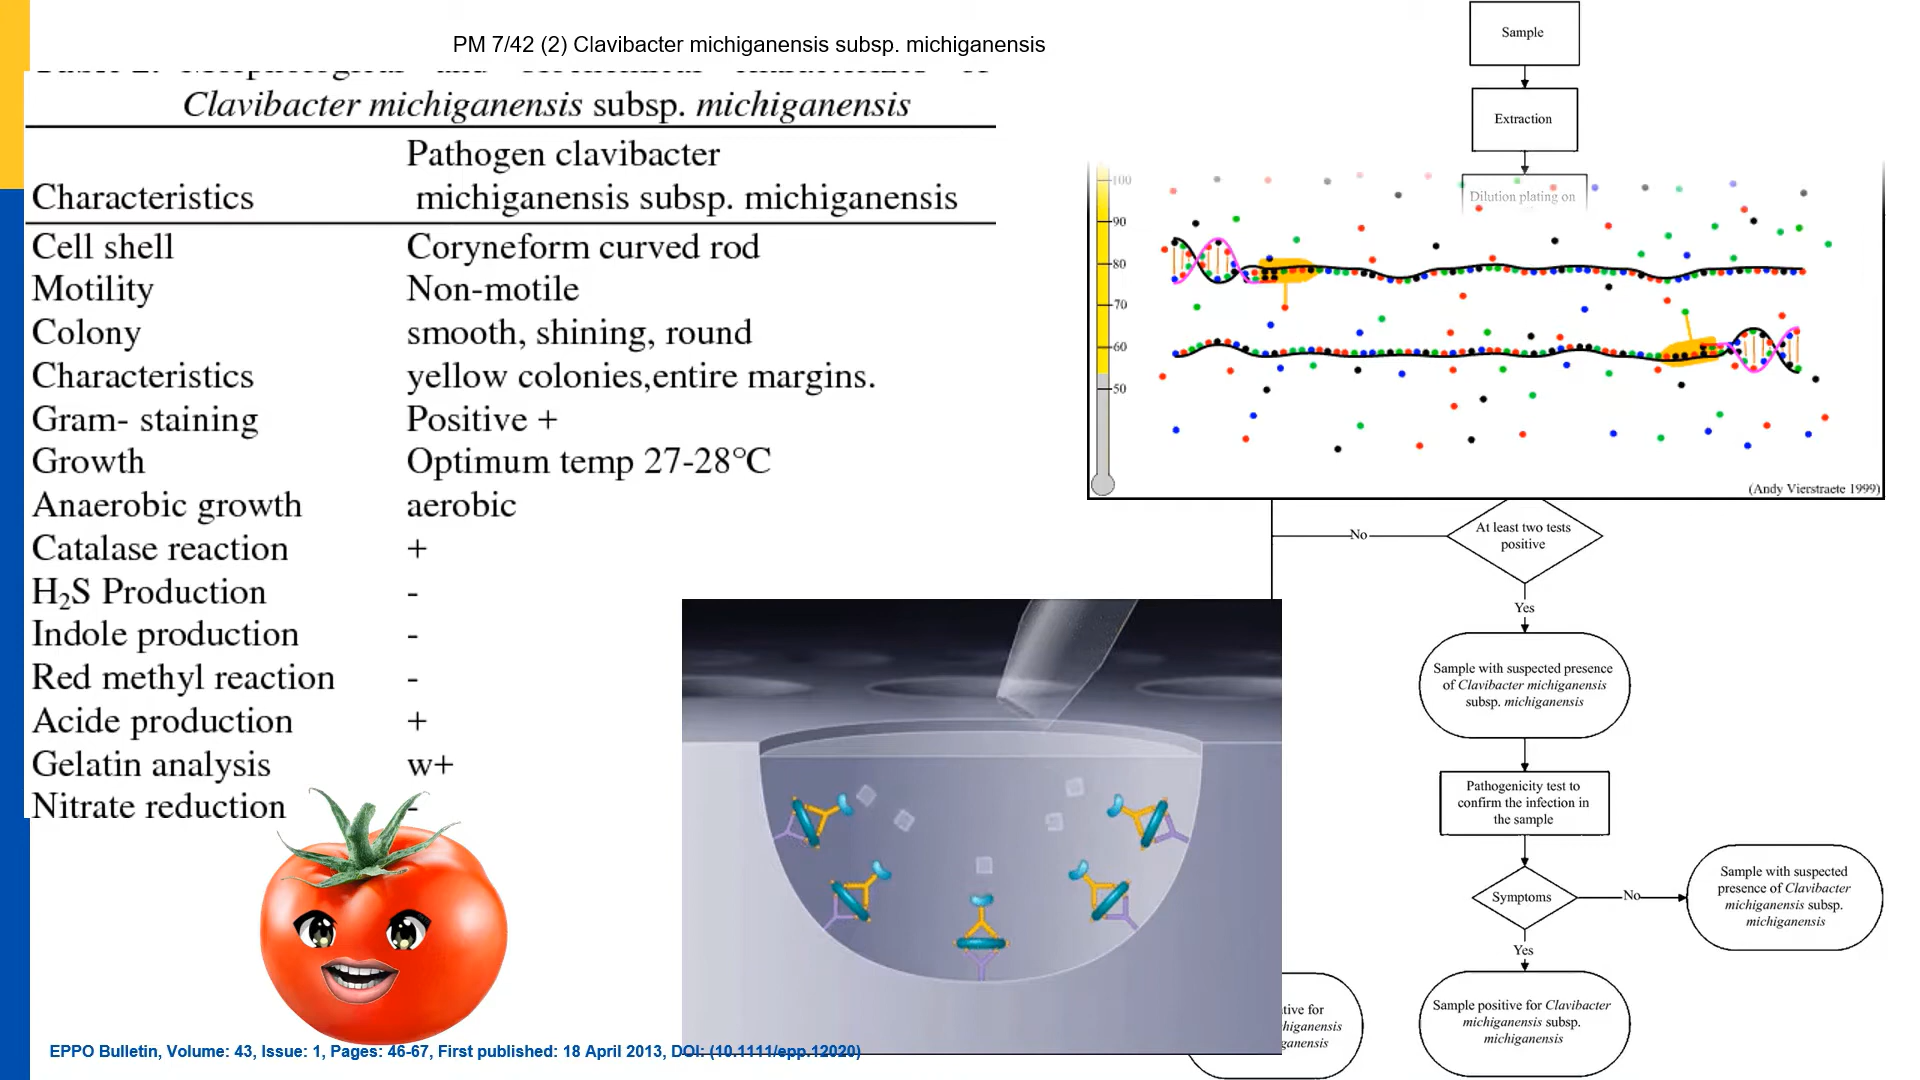 PM 7/42 (2) Clavibacter michiganensis subsp. michiganensis
Clavibacter michiganensis subsp. michiganensis
Characteristics
Pathogen clavibacter
michiganensis subsp. michiganensis
Cell shell Coryneform curved rod
Motility Non-motile
Colony smooth, shining, round
Characteristics yellow colonies,entire margins.
Gram- staining Positive +
Growth Optimum temp 27-28°C
Anaerobic growth aerobic
Catalase reaction +
H₂S Production -
Indole production -
Red methyl reaction -
Acide production +
Gelatin analysis w+
Nitrate reduction -
EPPO Bulletin, Volume: 43, Issue: 1, Pages: 46-67, First published: 18 April 2013, DOI: (10.1111/epp.12020)
Sample
Extraction
Dilution plating on
100
90
80
70
60
50
(Andy Vierstraete 1999)
At least two tests
positive
No
Yes
Sample with suspected presence
of Clavibacter michiganensis
subsp. michiganensis
Pathogenicity test to
confirm the infection in
the sample
Symptoms
No
Sample with suspected
presence of Clavibacter
michiganensis subsp.
michiganensis
Yes
Sample positive for Clavibacter
michiganensis subsp.
michiganensis
for